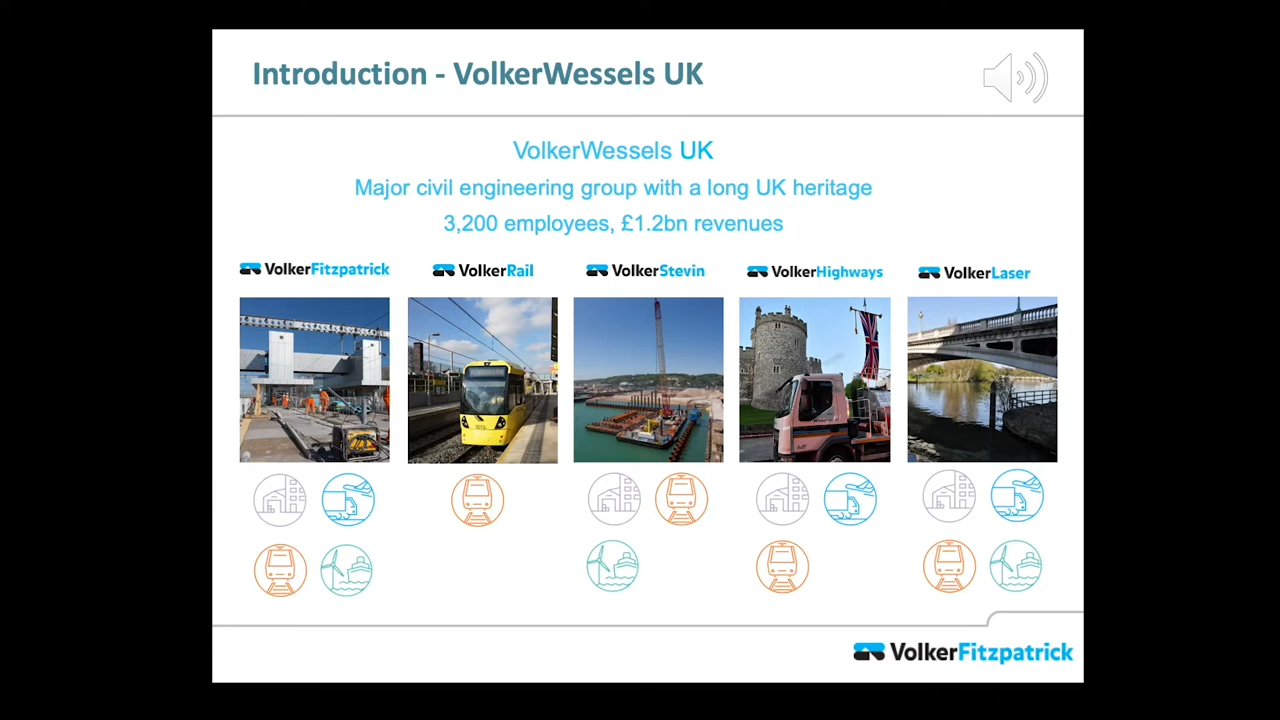 Introduction - VolkerWessels UK
VolkerWessels UK
Major civil engineering group with a long UK heritage
3,200 employees, £1.2bn revenues
VolkerFitzpatrick
VolkerRail
VolkerStevin
VolkerHighways
VolkerLaser
VolkerFitzpatrick